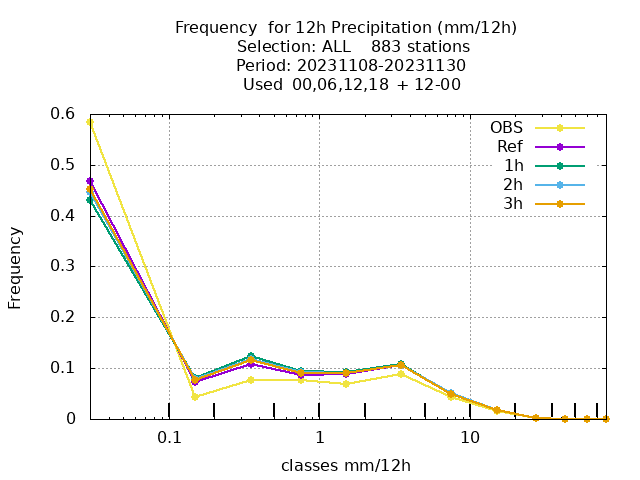 Frequency  for 12h Precipitation (mm/12h)
Selection: ALL    883 stations
Period: 20231108-20231130
Used  00,06,12,18  + 12-00
0.6
0.5
0.4
0.3
0.2
0.1
0
Frequency
OBS
Ref
1h
2h
3h
0.1 1 10
classes mm/12h